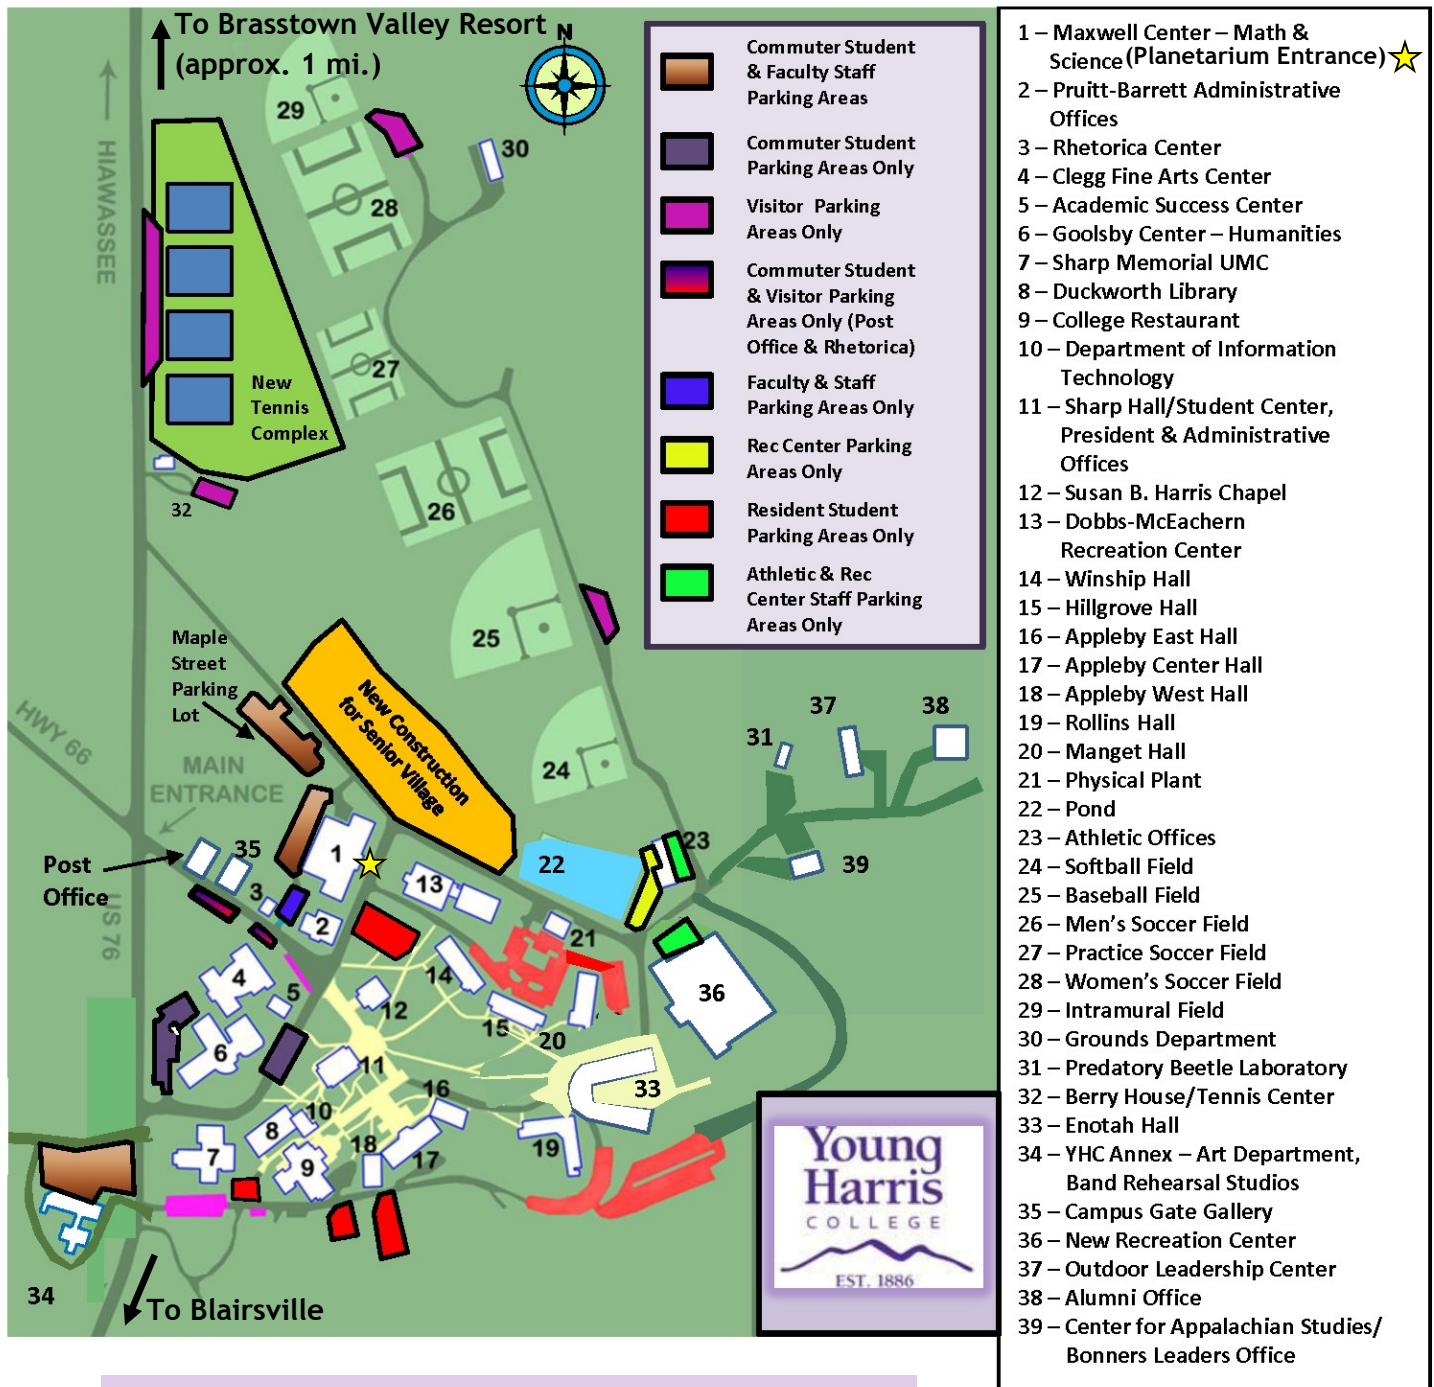 To Brasstown Valley Resort
(approx. 1 mi.)
N
HIAWASSEE
29
30
28
27
New
Tennis
Complex
26
32
25
Maple
Street
Parking
Lot
New Construction
for Senior Village
HWY 66
MAIN
ENTRANCE
24
31
37
38
39
23
22
Post
Office
35
1
13
3
2
US 76
21
4
5
14
12
36
15
20
6
11
33
16
10
8
18
17
19
7
9
34
To Blairsville
Commuter Student
& Faculty Staff
Parking Areas
Commuter Student
Parking Areas Only
Visitor Parking
Areas Only
Commuter Student
& Visitor Parking
Areas Only (Post
Office & Rhetorica)
Faculty & Staff
Parking Areas Only
Rec Center Parking
Areas Only
Resident Student
Parking Areas Only
Athletic & Rec
Center Staff Parking
Areas Only
Young
Harris
COLLEGE
EST. 1886
1 – Maxwell Center – Math &
Science (Planetarium Entrance)
2 – Pruitt-Barrett Administrative
Offices
3 – Rhetorica Center
4 – Clegg Fine Arts Center
5 – Academic Success Center
6 – Goolsby Center – Humanities
7 – Sharp Memorial UMC
8 – Duckworth Library
9 – College Restaurant
10 – Department of Information
Technology
11 – Sharp Hall/Student Center,
President & Administrative
Offices
12 – Susan B. Harris Chapel
13 – Dobbs-McEachern
Recreation Center
14 – Winship Hall
15 – Hillgrove Hall
16 – Appleby East Hall
17 – Appleby Center Hall
18 – Appleby West Hall
19 – Rollins Hall
20 – Manget Hall
21 – Physical Plant
22 – Pond
23 – Athletic Offices
24 – Softball Field
25 – Baseball Field
26 – Men's Soccer Field
27 – Practice Soccer Field
28 – Women's Soccer Field
29 – Intramural Field
30 – Grounds Department
31 – Predatory Beetle Laboratory
32 – Berry House/Tennis Center
33 – Enotah Hall
34 – YHC Annex – Art Department,
Band Rehearsal Studios
35 – Campus Gate Gallery
36 – New Recreation Center
37 – Outdoor Leadership Center
38 – Alumni Office
39 – Center for Appalachian Studies/
Bonners Leaders Office